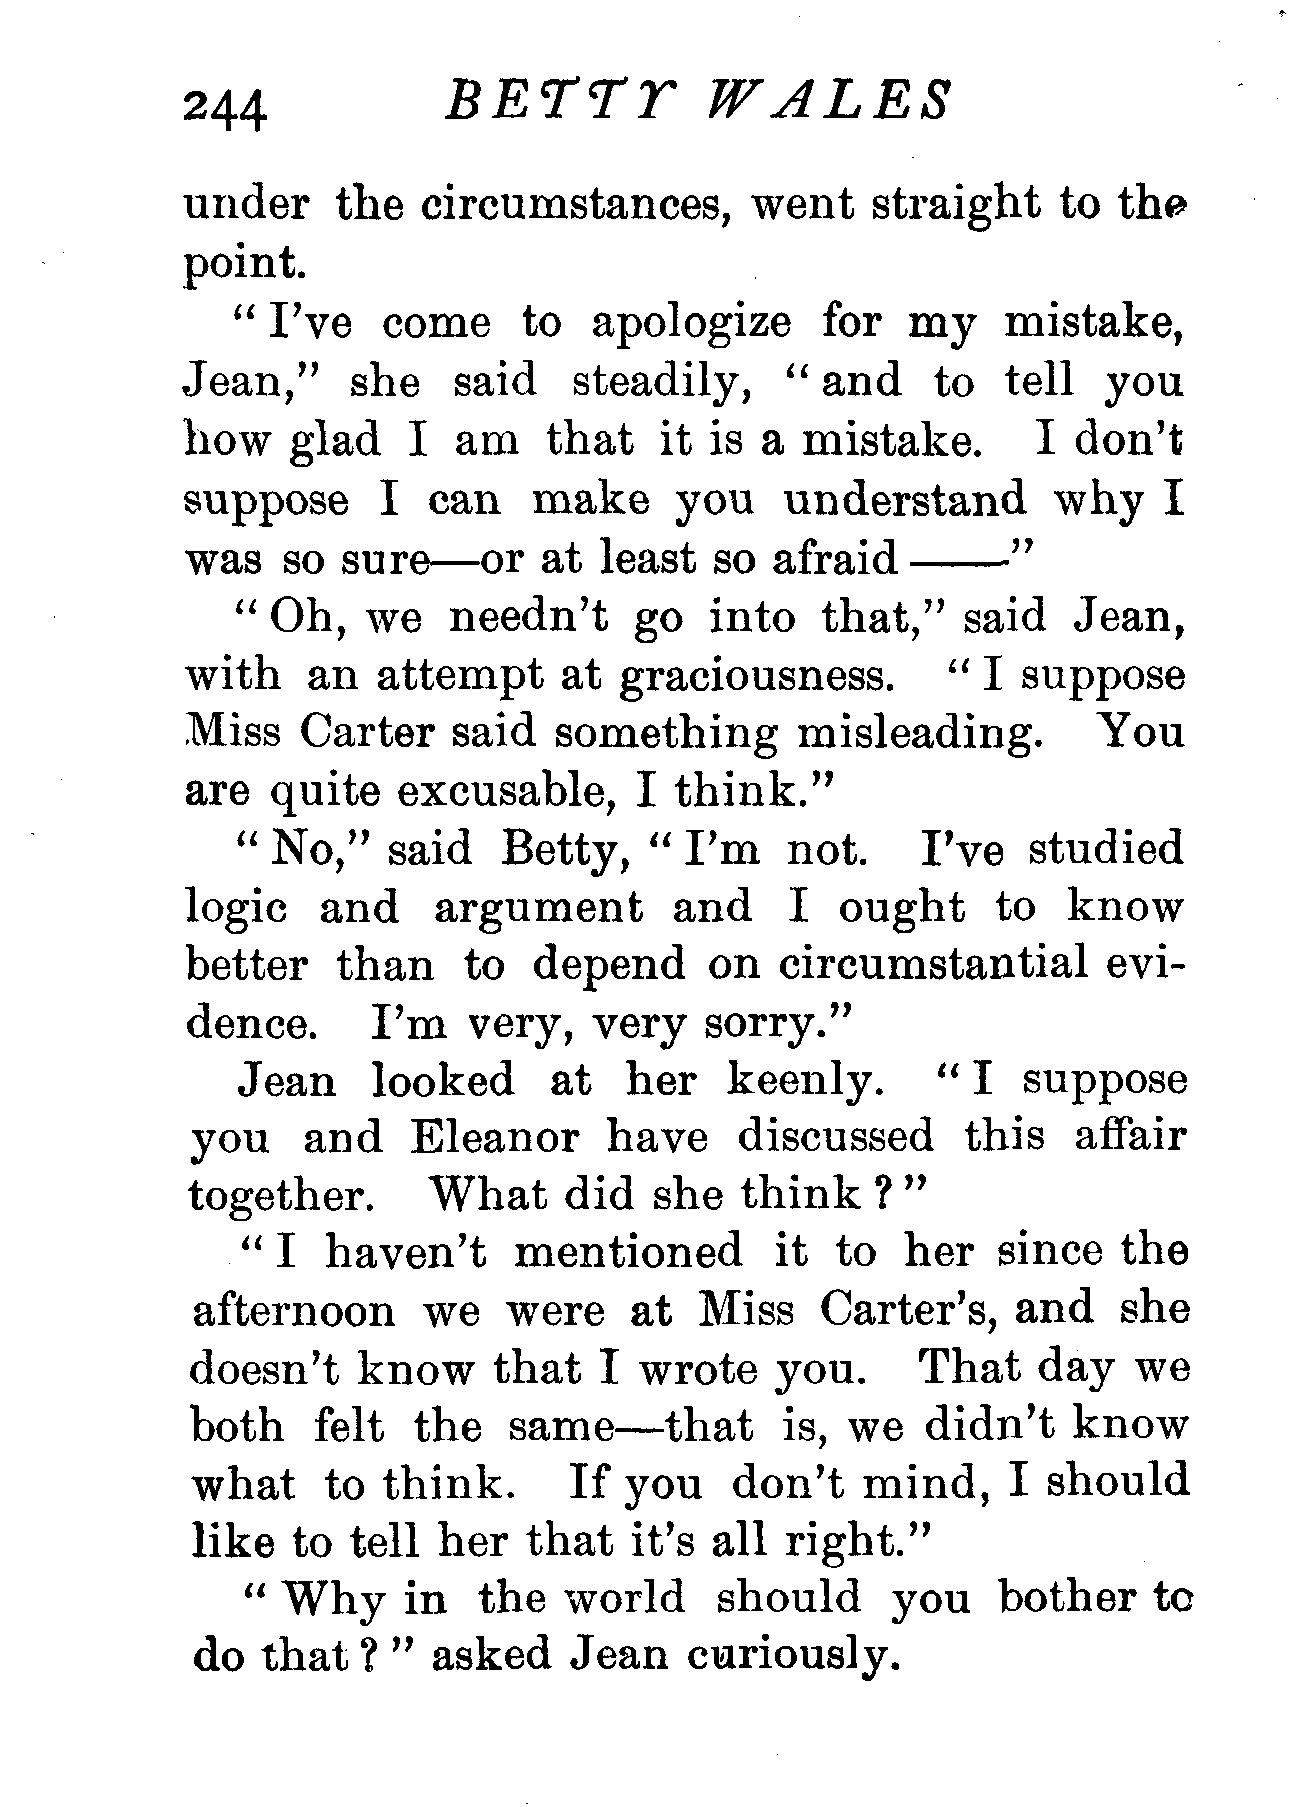 244 BETTY WALES
under the circumstances, went straight to the
point.
“ I’ve come to apologize for my mistake,
Jean,” she said steadily, “ and to tell you
how glad I am that it is a mistake. I don’t
suppose I can make you understand why I
was so sure—or at least so afraid ——”
“ Oh, we needn’t go into that,” said Jean,
with an attempt at graciousness. “ I suppose
Miss Carter said something misleading. You
are quite excusable, I think.”
“ No,” said Betty, “ I’m not. I’ve studied
logic and argument and I ought to know
better than to depend on circumstantial evi-
dence. I’m very, very sorry.”
Jean looked at her keenly. “ I suppose
you and Eleanor have discussed this affair
together. What did she think ? ”
“ I haven’t mentioned it to her since the
afternoon we were at Miss Carter’s, and she
doesn’t know that I wrote you. That day we
both felt the same—that is, we didn’t know
what to think. If you don’t mind, I should
like to tell her that it’s all right.”
“ Why in the world should you bother to
do that ? ” asked Jean curiously.